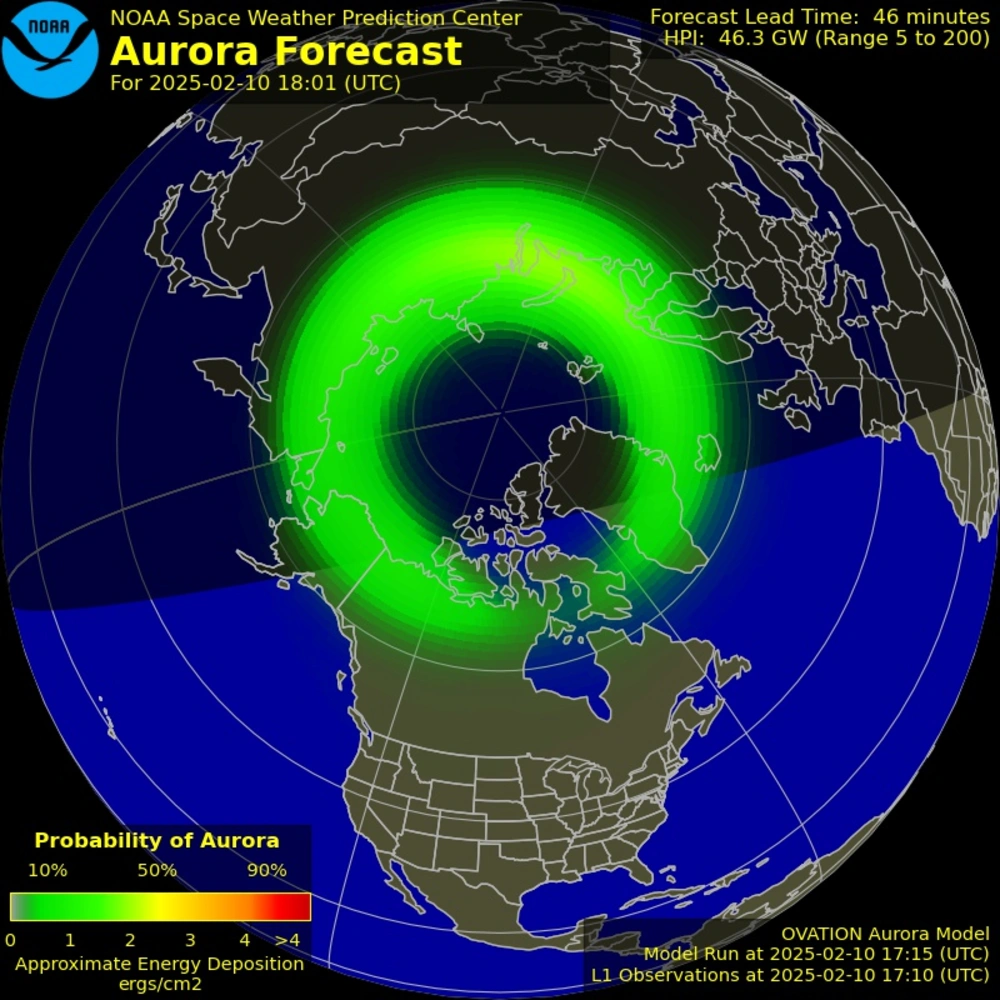 NOAA
NOAA Space Weather Prediction Center
Aurora Forecast
For 2025-02-10 18:01 (UTC)
Forecast Lead Time: 46 minutes
HPI: 46.3 GW (Range 5 to 200)
Probability of Aurora
10% 50% 90%
0 1 2 3 4 >4
Approximate Energy Deposition
ergs/cm2
OVATION Aurora Model
Model Run at 2025-02-10 17:15 (UTC)
L1 Observations at 2025-02-10 17:10 (UTC)